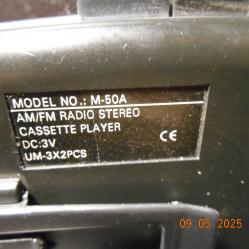 MODEL NO.: M-50A
AM/FM RADIO STEREO
CASSETTE PLAYER
DC:3V CE
UM-3X2PCS
09 05 2025